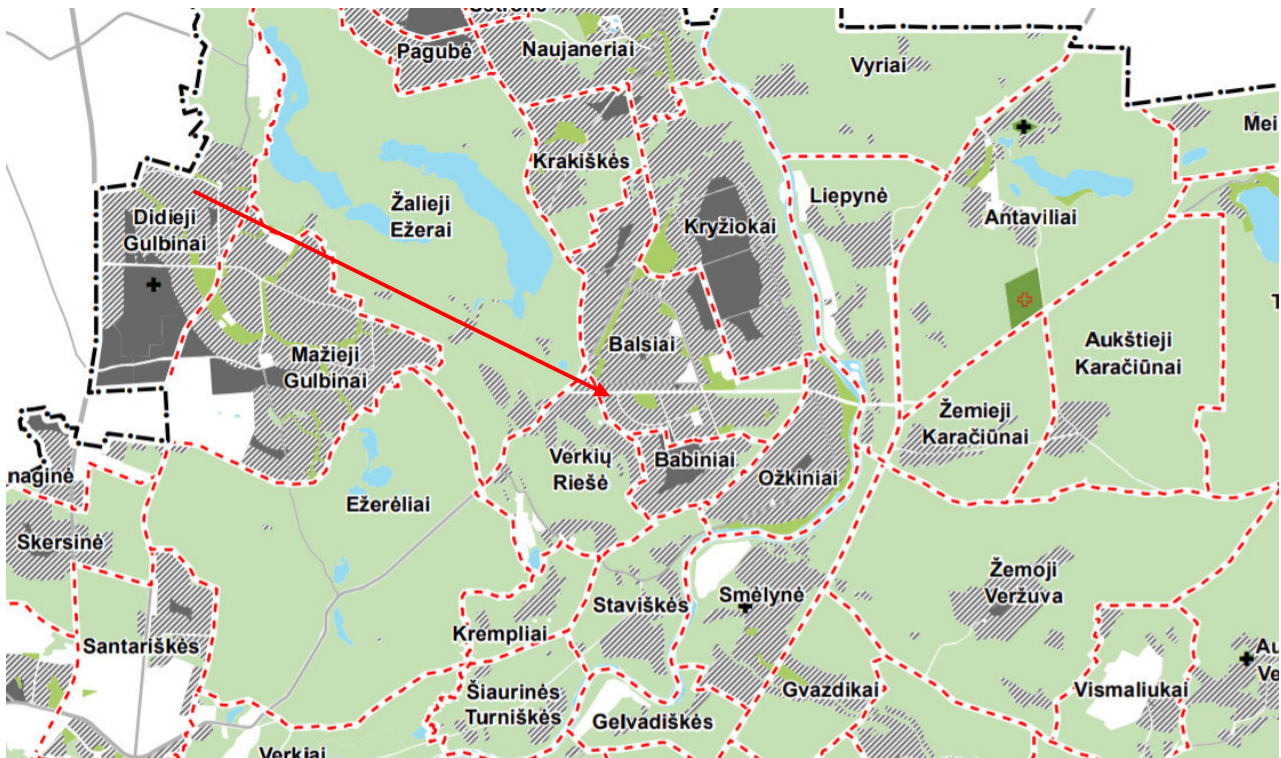 Pagubė
Naujaneriai
Vyriai
Mei
Krakiškės
Liepynė
Žalieji
Ežerai
Didieji
Gulbinai
Kryžiokai
Antaviliai
Balsiai
Aukštieji
Karačiūnai
Mažieji
Gulbinai
Žemieji
Karačiūnai
Verkių
Riešė
Babiniai
Ožkiniai
naginė
Ežerėliai
Skersinė
Žemoji
Veržuva
Staviškės
Smėlynė
Krempliai
Santariškės
Au
Ve
Šiaurinės
Turniškės
Gvazdikai
Vismaliukai
Gelvadiškės
Verkiai